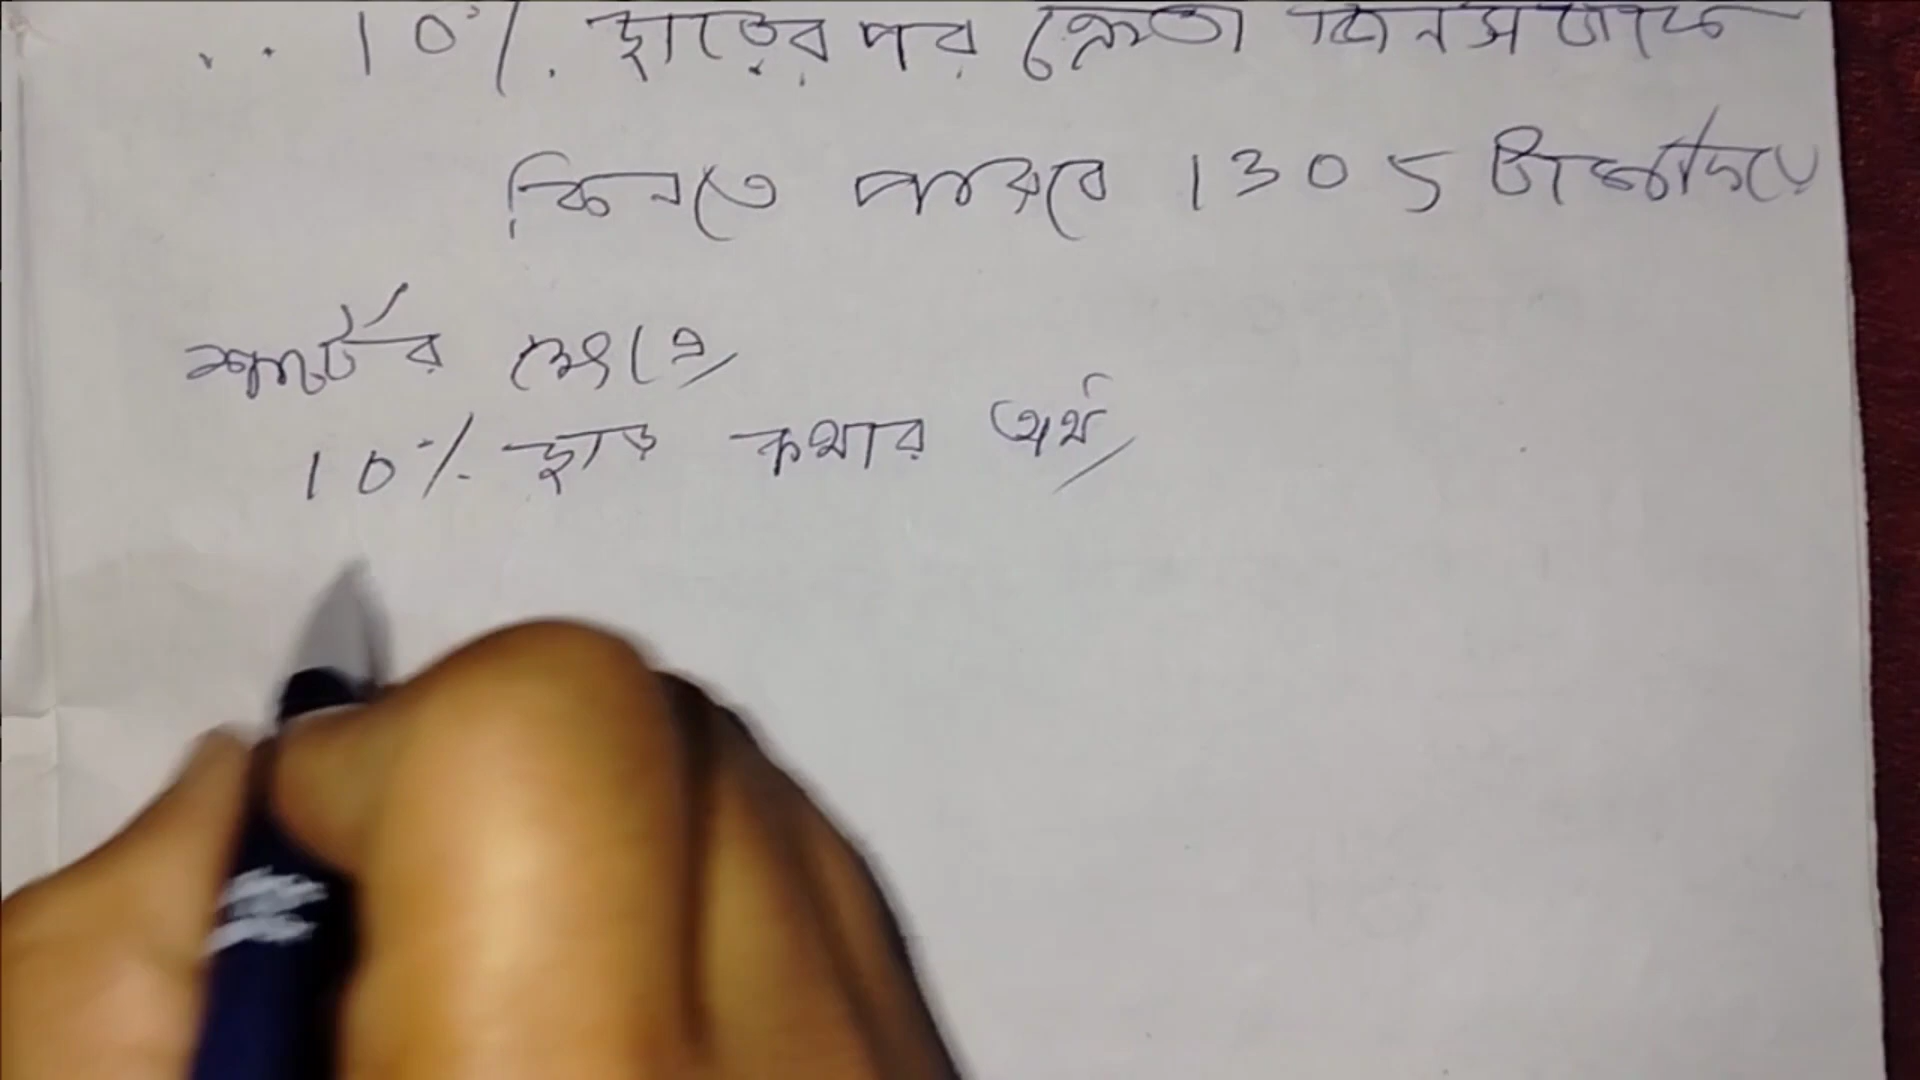 ∴ 10% ছাড়ের পর ক্রেতা জিনসটাকে
কিনতে পারবে 1305 টাকা দিয়ে
শার্টের ক্ষেত্রে,
10% ছাড় কথার অর্থ,